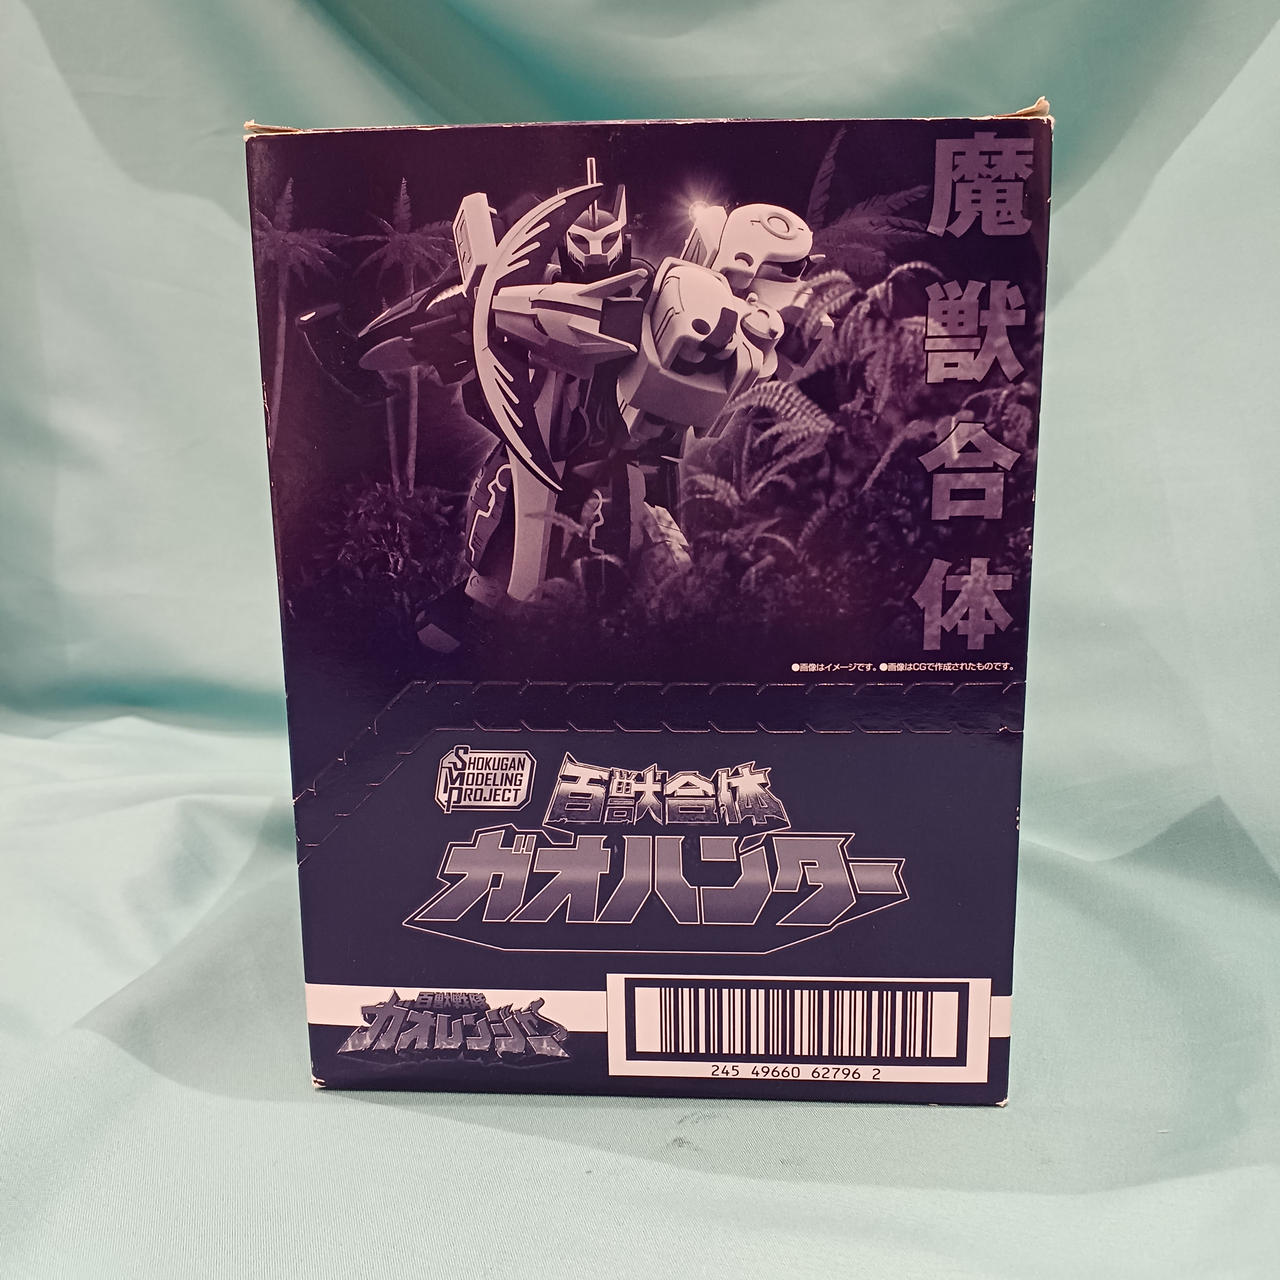 魔獣合体
●画像はイメージです。●画像はCGで作成されたものです。
SHOKUGAN
MODELING
PROJECT
百獣合体
ガオハンター
百獣戦隊
ガオレンジャー
245 49660 62796 2